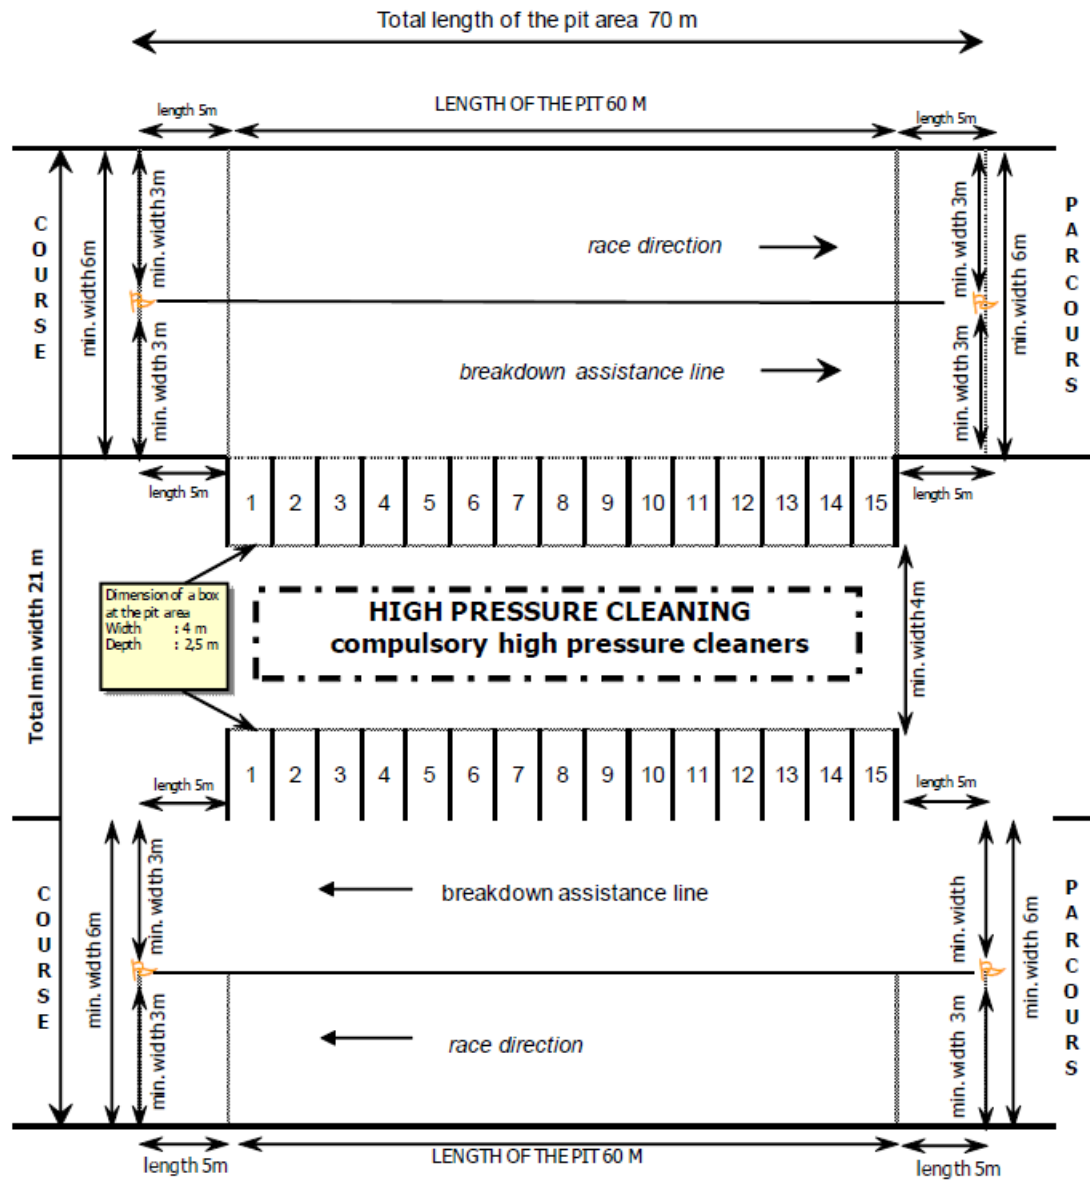 Total length of the pit area 70 m
length 5m
LENGTH OF THE PIT 60 M
length 5m
COURSE
min. width 6m
min. width 3m
min. width 3m
race direction
breakdown assistance line
min. width 3m
min. width 3m
min. width 6m
PARCOURS
length 5m
length 5m
1 2 3 4 5 6 7 8 9 10 11 12 13 14 15
Total min width 21 m
Dimension of a box
at the pit area
Width : 4 m
Depth : 2,5 m
HIGH PRESSURE CLEANING
compulsory high pressure cleaners
min. width 4m
1 2 3 4 5 6 7 8 9 10 11 12 13 14 15
length 5m
length 5m
COURSE
min. width 6m
min. width 3m
min. width 3m
breakdown assistance line
race direction
min. width
min. width 3m
min. width 6m
PARCOURS
length 5m
LENGTH OF THE PIT 60 M
length 5m